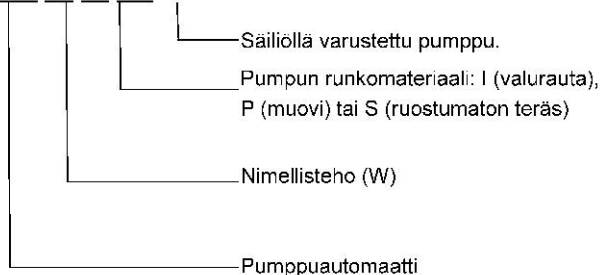 Säiliöllä varustettu pumppu.
Pumpun runkomateriaali: I (valurauta),
P (muovi) tai S (ruostumaton teräs)
Nimellisteho (W)
Pumppuautomaatti